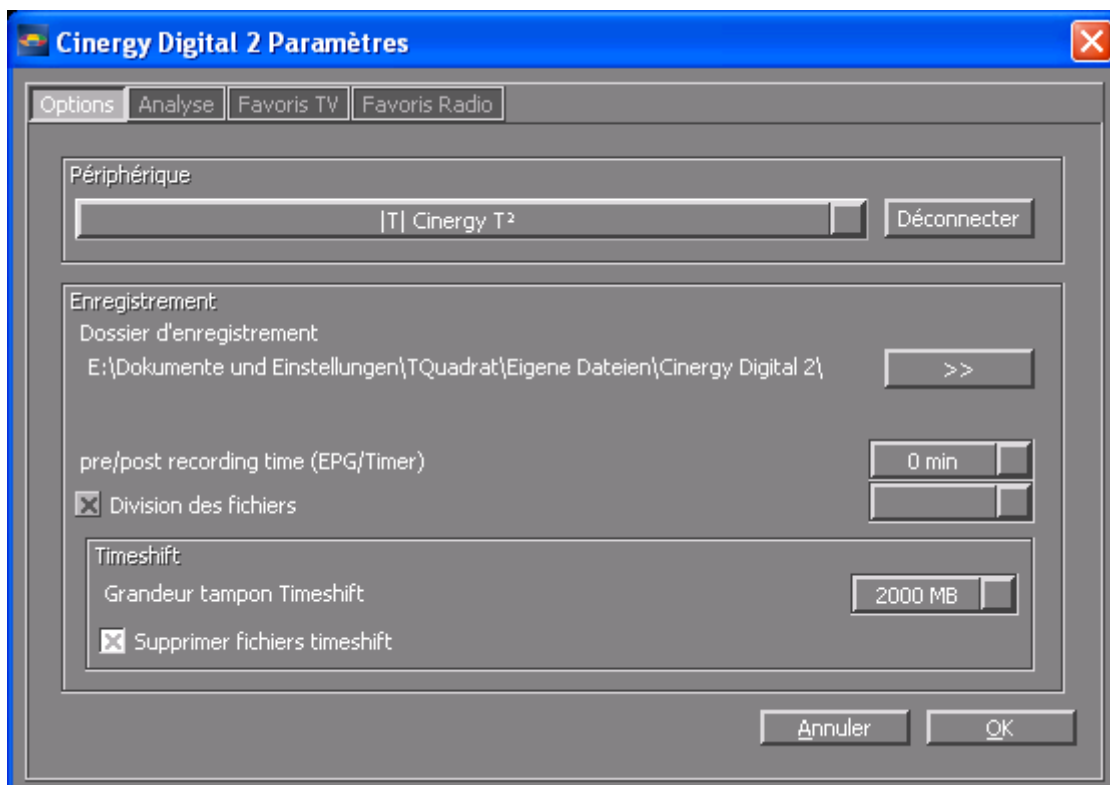 Cinergy Digital 2 Paramètres
Options Analyse Favoris TV Favoris Radio
Périphérique
|T| Cinergy T² Déconnecter
Enregistrement
Dossier d'enregistrement
E:\Dokumente und Einstellungen\TQuadrat\Eigene Dateien\Cinergy Digital 2\ >>
pre/post recording time (EPG/Timer) 0 min
Division des fichiers
Timeshift
Grandeur tampon Timeshift 2000 MB
Supprimer fichiers timeshift
Annuler OK